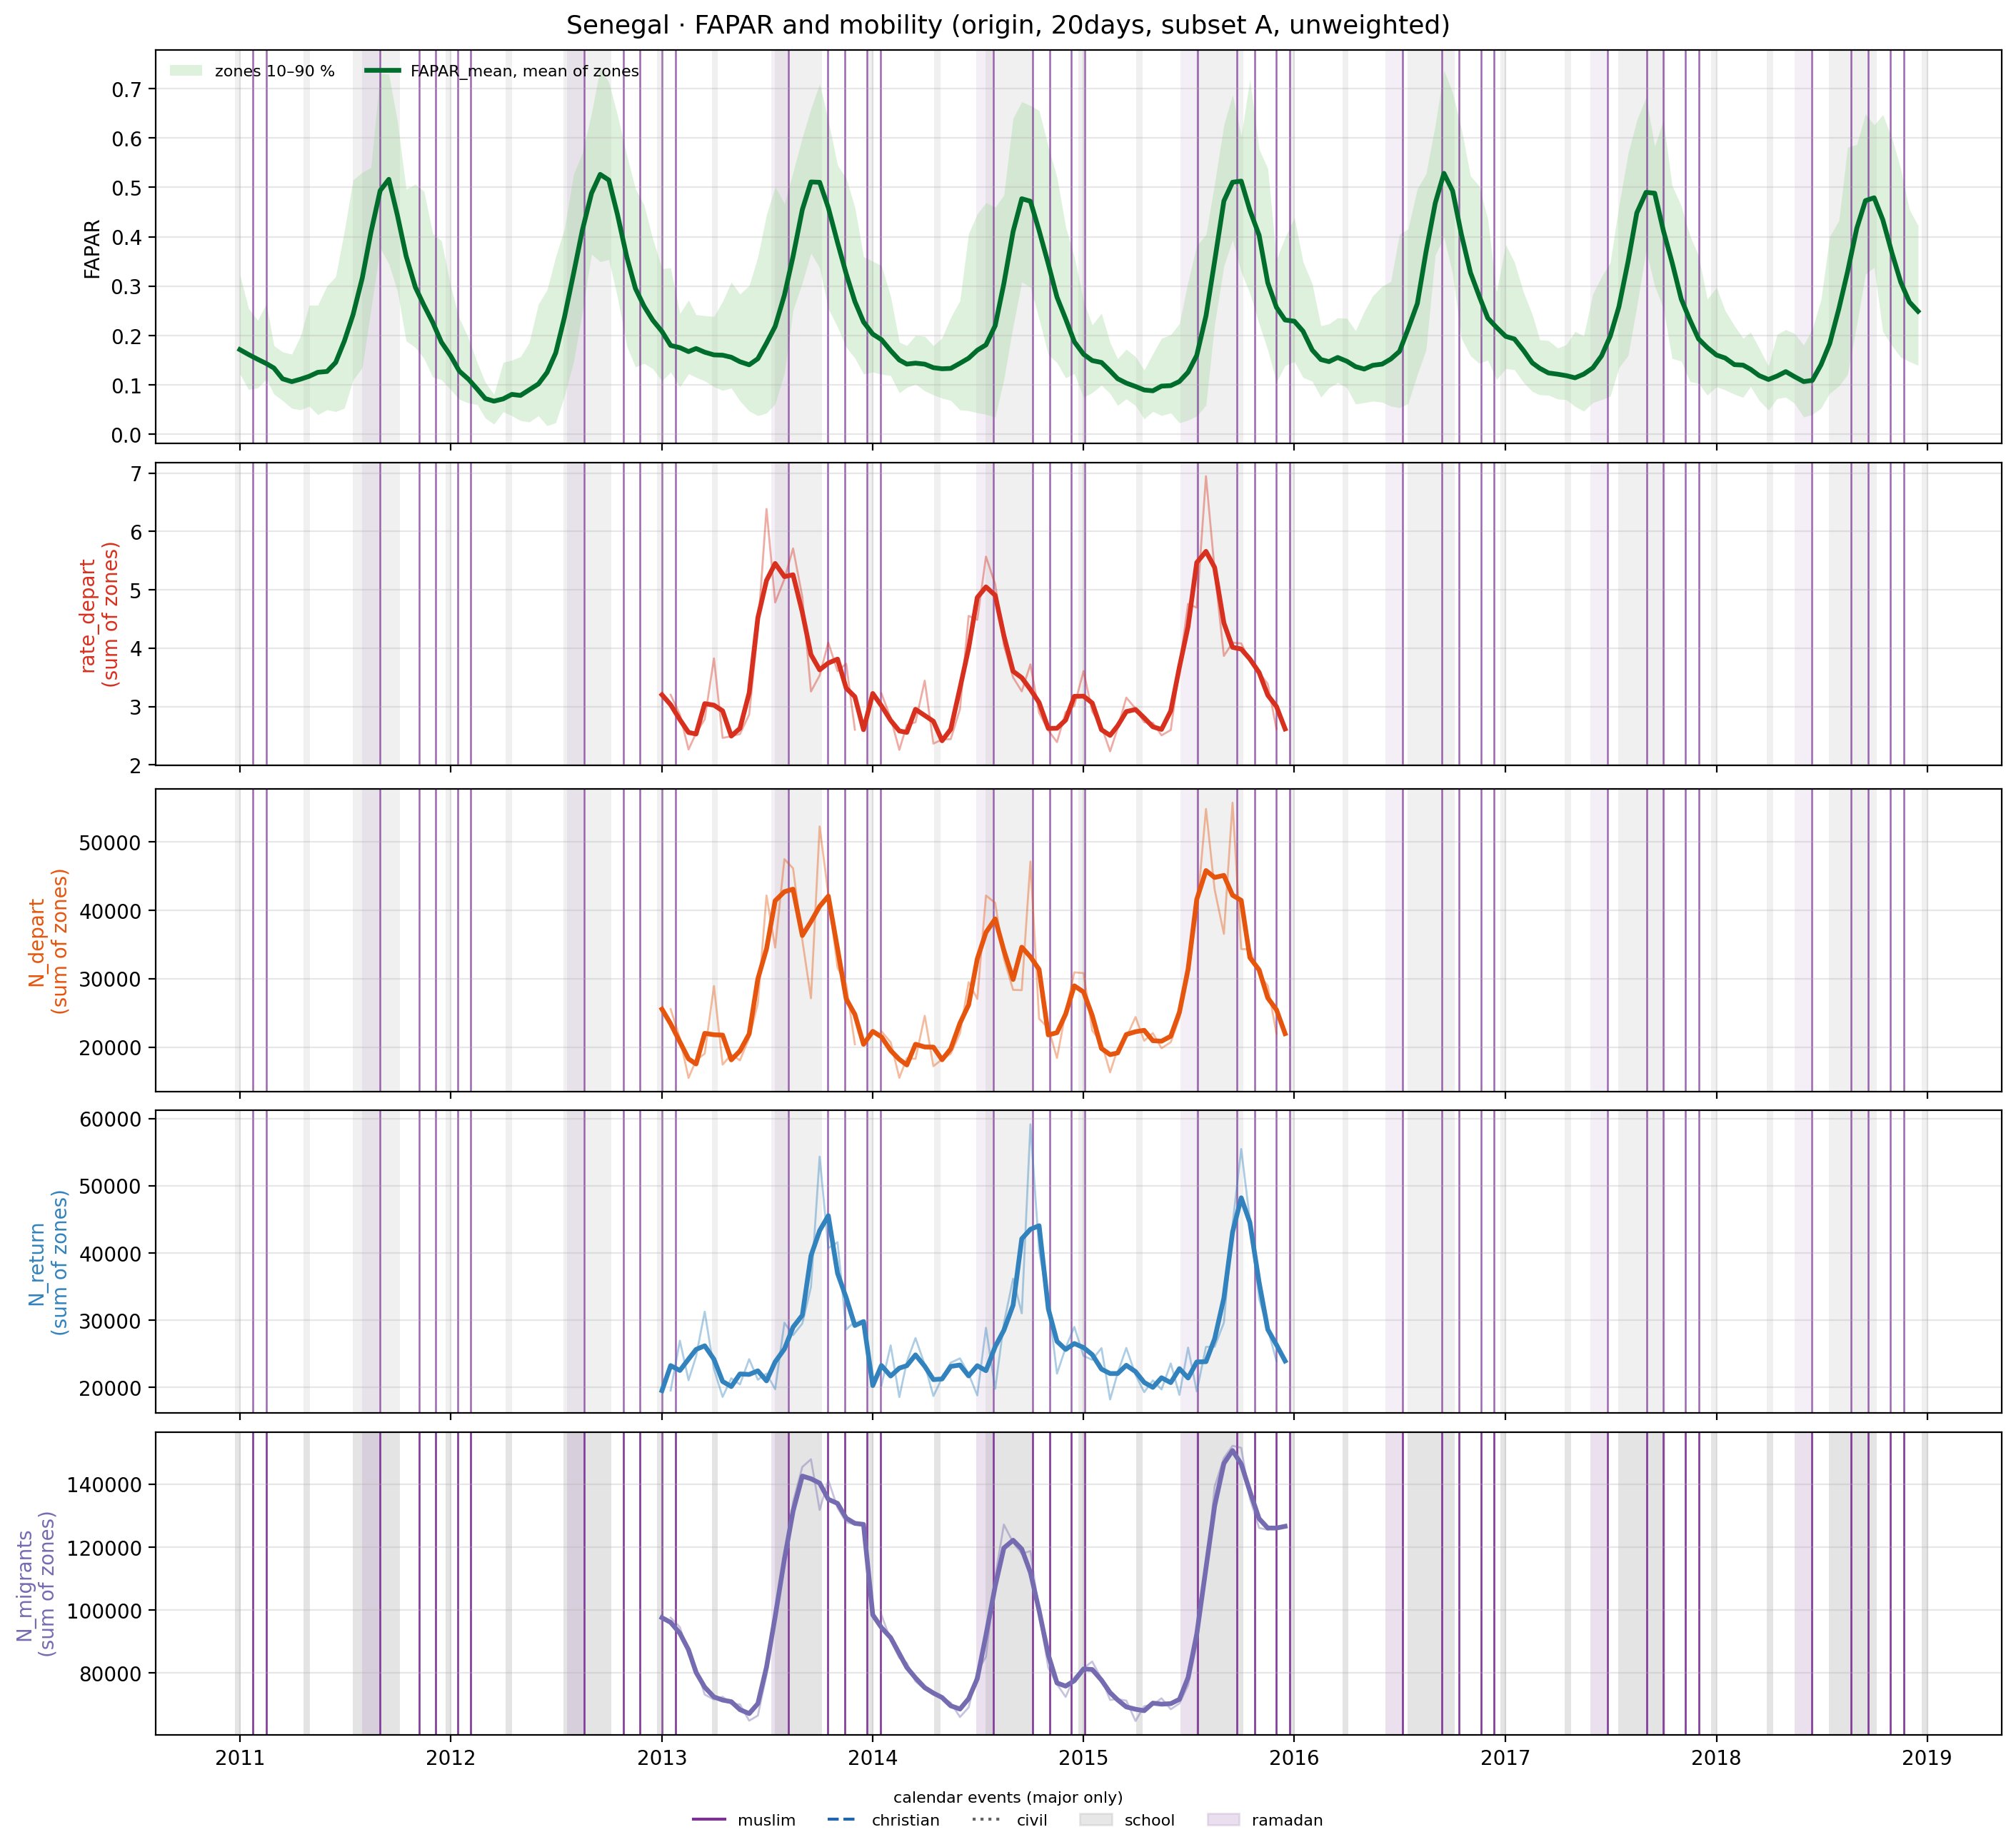 Senegal · FAPAR and mobility (origin, 20days, subset A, unweighted)
zones 10–90 %
FAPAR_mean, mean of zones
FAPAR
0.7
0.6
0.5
0.4
0.3
0.2
0.1
0.0
rate_depart
(sum of zones)
7
6
5
4
3
2
N_depart
(sum of zones)
50000
40000
30000
20000
N_return
(sum of zones)
60000
50000
40000
30000
20000
N_migrants
(sum of zones)
140000
120000
100000
80000
2011 2012 2013 2014 2015 2016 2017 2018 2019
calendar events (major only)
muslim christian civil school ramadan